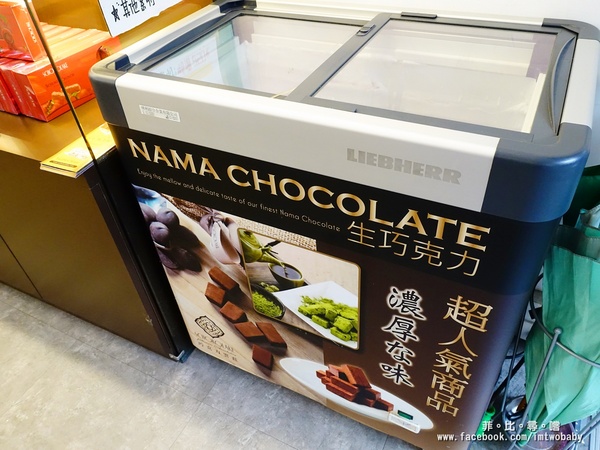 LIEBHERR
NAMA CHOCOLATE
Enjoy the mellow and delicate taste of our finest Nama Chocolate
生巧克力
超人氣商品
濃厚な味
菲。比。尋。嚐
www.facebook.com/imtwobaby